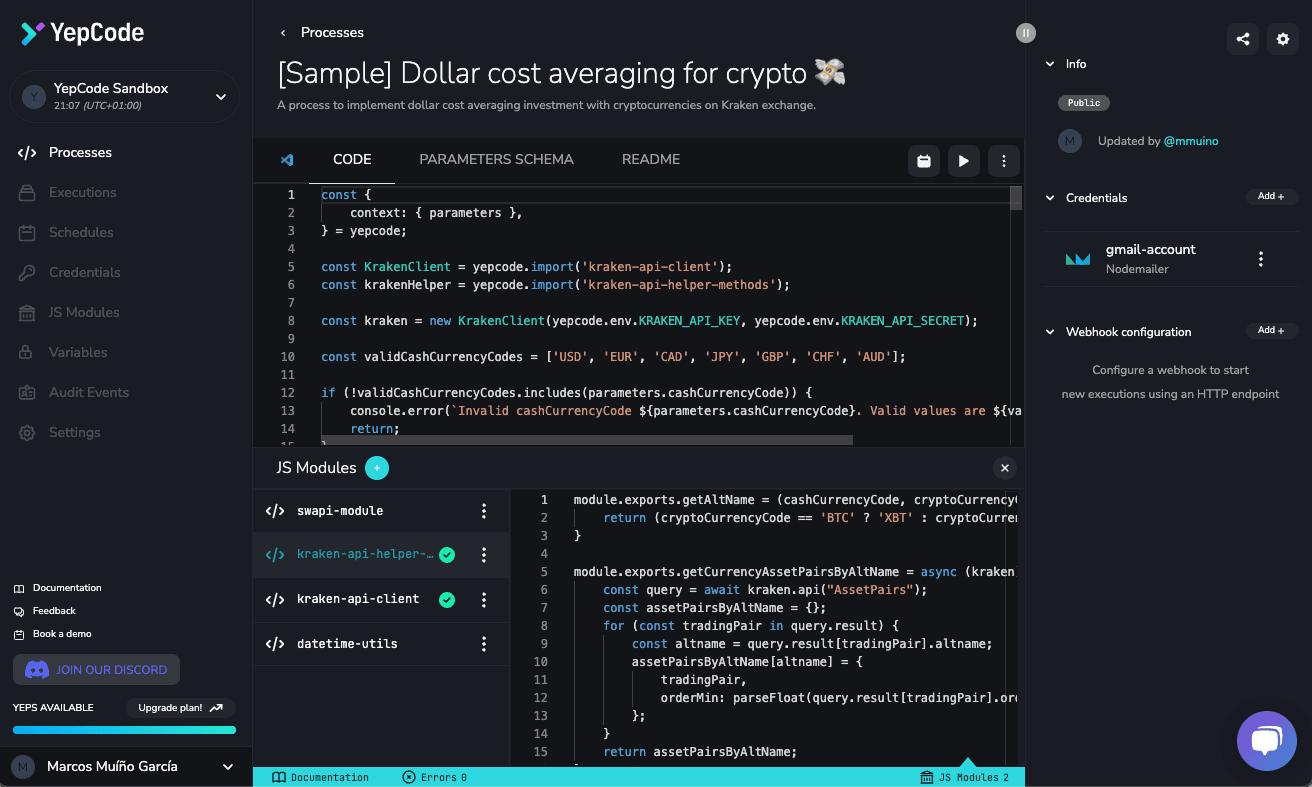 YepCode
Y
YepCode Sandbox
21:07 (UTC+01:00)
Processes
Executions
Schedules
Credentials
JS Modules
Variables
Audit Events
Settings
Documentation
Feedback
Book a demo
JOIN OUR DISCORD
YEPS AVAILABLE
Upgrade plan!
M
Marcos Muíño García
Processes
[Sample] Dollar cost averaging for crypto 💸
A process to implement dollar cost averaging investment with cryptocurrencies on Kraken exchange.
CODE PARAMETERS SCHEMA README
1 const {
2 context: { parameters },
3 } = yepcode;
4
5 const KrakenClient = yepcode.import('kraken-api-client');
6 const krakenHelper = yepcode.import('kraken-api-helper-methods');
7
8 const kraken = new KrakenClient(yepcode.env.KRAKEN_API_KEY, yepcode.env.KRAKEN_API_SECRET);
9
10 const validCashCurrencyCodes = ['USD', 'EUR', 'CAD', 'JPY', 'GBP', 'CHF', 'AUD'];
11
12 if (!validCashCurrencyCodes.includes(parameters.cashCurrencyCode)) {
13 console.error(`Invalid cashCurrencyCode ${parameters.cashCurrencyCode}. Valid values are ${va
14 return;
15 }
JS Modules +
swapi-module
kraken-api-helper-…
kraken-api-client
datetime-utils
1 module.exports.getAltName = (cashCurrencyCode, cryptoCurrencyC
2 return (cryptoCurrencyCode == 'BTC' ? 'XBT' : cryptoCurren
3 }
4
5 module.exports.getCurrencyAssetPairsByAltName = async (kraken
6 const query = await kraken.api("AssetPairs");
7 const assetPairsByAltName = {};
8 for (const tradingPair in query.result) {
9 const altname = query.result[tradingPair].altname;
10 assetPairsByAltName[altname] = {
11 tradingPair,
12 orderMin: parseFloat(query.result[tradingPair].ord
13 };
14 }
15 return assetPairsByAltName;
Documentation Errors 0 JS Modules 2
Info
Public
M
Updated by @mmuino
Credentials Add +
gmail-account
Nodemailer
Webhook configuration Add +
Configure a webhook to start
new executions using an HTTP endpoint